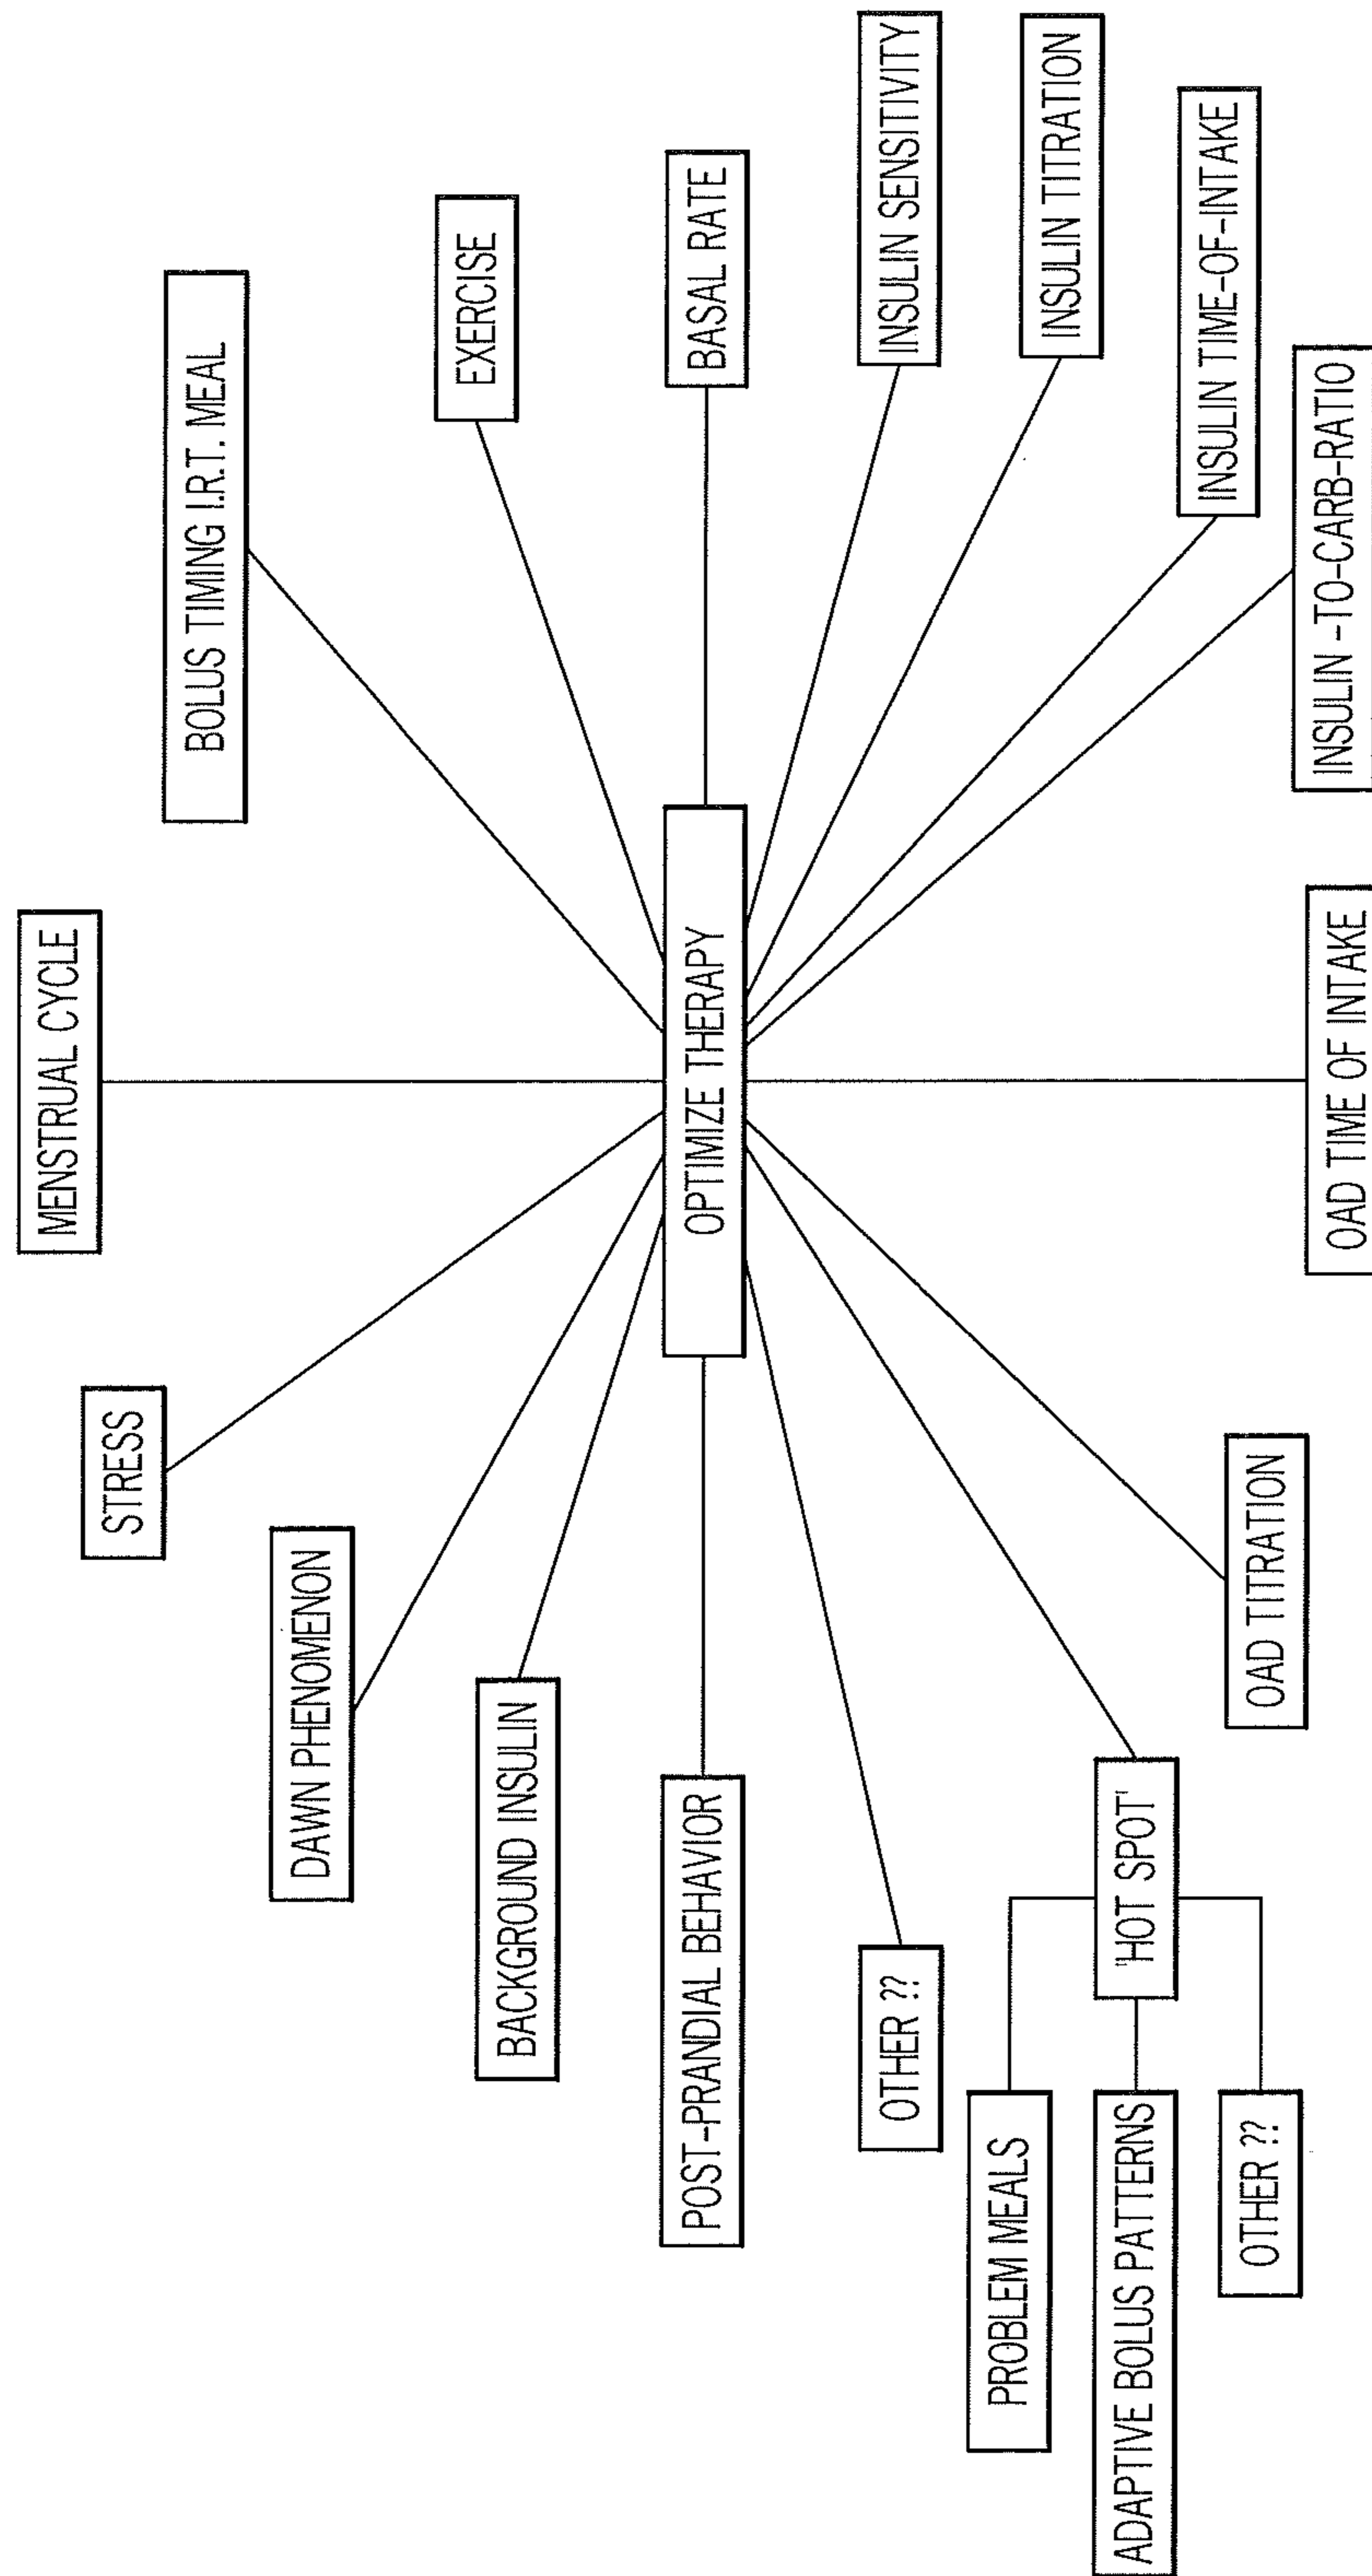 MENSTRUAL CYCLE
STRESS
BOLUS TIMING I.R.T. MEAL
DAWN PHENOMENON
EXERCISE
BACKGROUND INSULIN
POST-PRANDIAL BEHAVIOR
OPTIMIZE THERAPY
BASAL RATE
OTHER ??
INSULIN SENSITIVITY
PROBLEM MEALS
INSULIN TITRATION
ADAPTIVE BOLUS PATTERNS
'HOT SPOT'
INSULIN TIME-OF-INTAKE
OTHER ??
OAD TITRATION
INSULIN -TO-CARB-RATIO
OAD TIME OF INTAKE